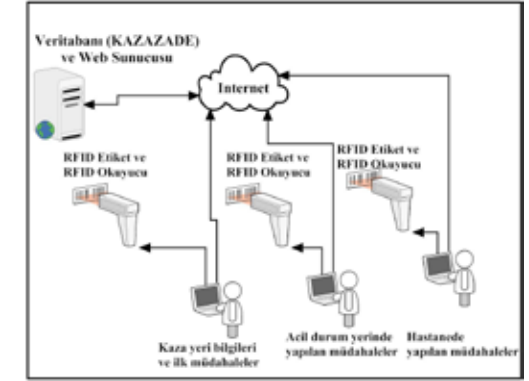 Veritabanı (KAZAZADE)
ve Web Sunucusu
Internet
RFID Etiket ve
RFID Okuyucu
RFID Etiket ve
RFID Okuyucu
RFID Etiket ve
RFID Okuyucu
Kaza yeri bilgileri
ve ilk müdahaleler
Acil durum yerinde
yapılan müdahaleler
Hastanede
yapılan müdahaleler